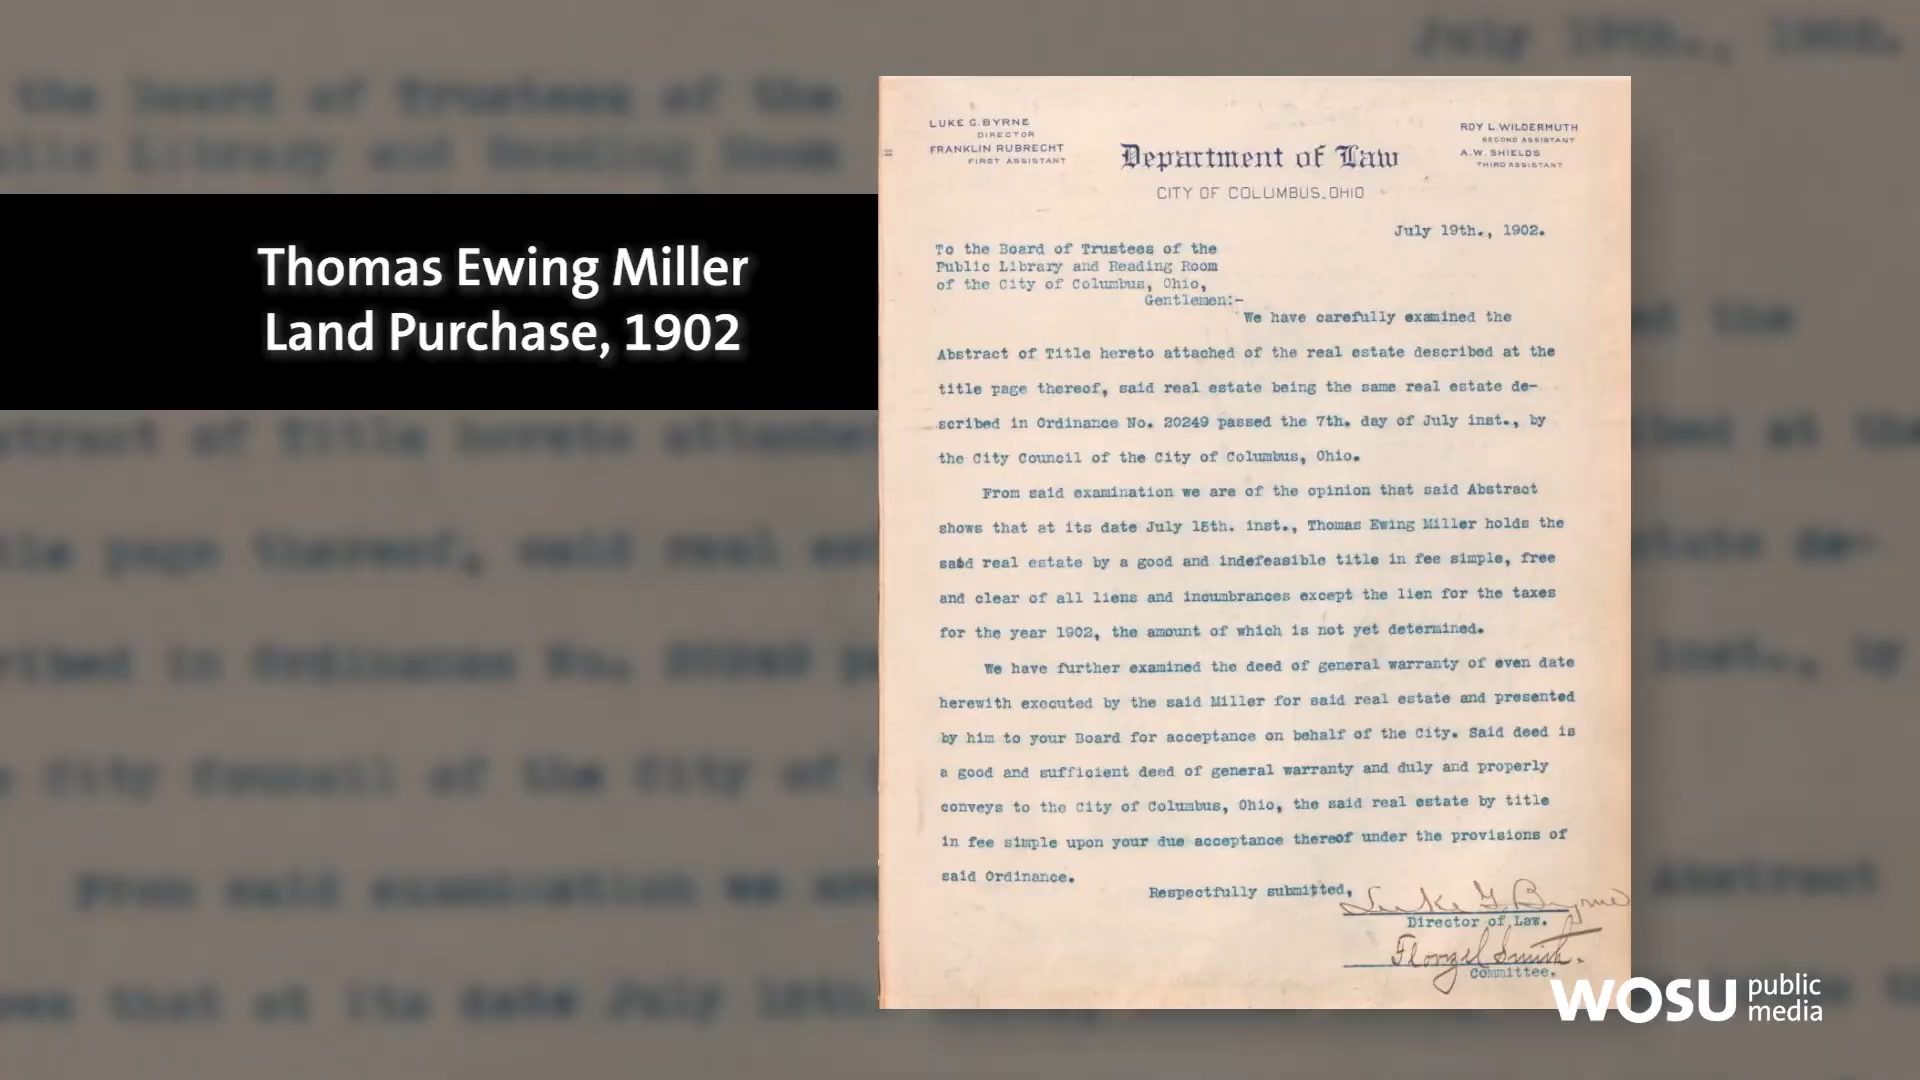 Thomas Ewing Miller
Land Purchase, 1902
LUKE G. BYRNE
DIRECTOR
FRANKLIN RUBRECHT
FIRST ASSISTANT
Department of Law
CITY OF COLUMBUS, OHIO
ROY L. WILDERMUTH
SECOND ASSISTANT
A.W. SHIELDS
THIRD ASSISTANT
July 19th., 1902.
To the Board of Trustees of the
Public Library and Reading Room
of the City of Columbus, Ohio,
Gentlemen:-
We have carefully examined the
Abstract of Title hereto attached of the real estate described at the
title page thereof, said real estate being the same real estate de-
scribed in Ordinance No. 20249 passed the 7th. day of July inst., by
the City Council of the City of Columbus, Ohio.
From said examination we are of the opinion that said Abstract
shows that at its date July 15th. inst., Thomas Ewing Miller holds the
said real estate by a good and indefeasible title in fee simple, free
and clear of all liens and incumbrances except the lien for the taxes
for the year 1902, the amount of which is not yet determined.
We have further examined the deed of general warranty of even date
herewith executed by the said Miller for said real estate and presented
by him to your Board for acceptance on behalf of the City. Said deed is
a good and sufficient deed of general warranty and duly and properly
conveys to the City of Columbus, Ohio, the said real estate by title
in fee simple upon your due acceptance thereof under the provisions of
said Ordinance.
Respectfully submitted,
Luke G. Byrne
Director of Law.
Florizel Smith.
Committee.
WOSU public media